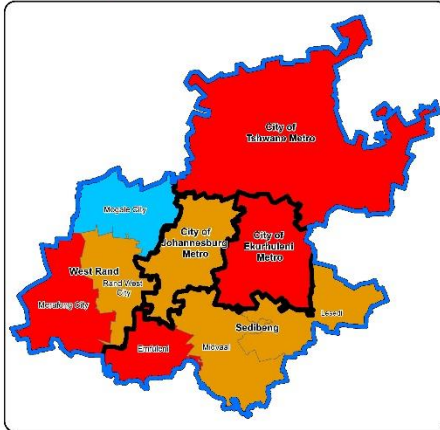 City of
Tshwane Metro
Mogale City
City of
Johannesburg
Metro
City of
Ekurhuleni
Metro
West Rand
Rand West
City
Merafong City
Sedibeng
Lesedi
Emfuleni
Midvaal